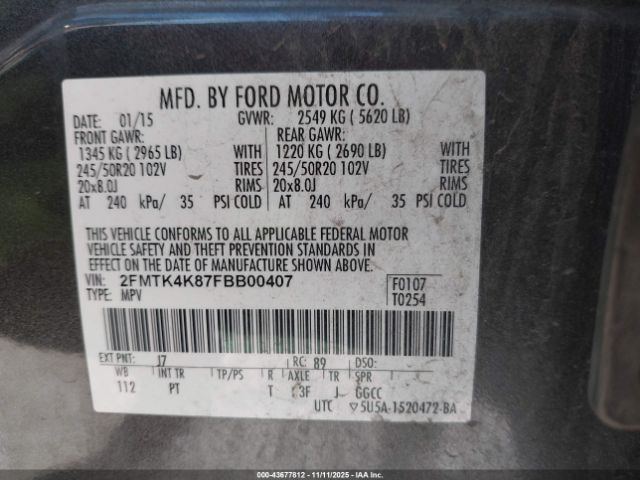 MFD. BY FORD MOTOR CO.
DATE: 01/15 GVWR: 2549 KG ( 5620 LB)
FRONT GAWR: REAR GAWR:
1345 KG ( 2965 LB) WITH 1220 KG ( 2690 LB) WITH
245/50R20 102V TIRES 245/50R20 102V TIRES
20x8.0J RIMS 20x8.0J RIMS
AT 240 kPa/ 35 PSI COLD AT 240 kPa/ 35 PSI COLD
THIS VEHICLE CONFORMS TO ALL APPLICABLE FEDERAL MOTOR
VEHICLE SAFETY AND THEFT PREVENTION STANDARDS IN
EFFECT ON THE DATE OF MANUFACTURE SHOWN ABOVE.
VIN: 2FMTK4K87FBB00407 F0107
TYPE: MPV T0254
EXT PNT: J7 RC: 89 DSO:
WB INT TR TP/PS R AXLE TR SPR
112 PT T 3F J GGCC
UTC ▽5U5A-1520472-BA
000-43677812 - 11/11/2025 - IAA Inc.